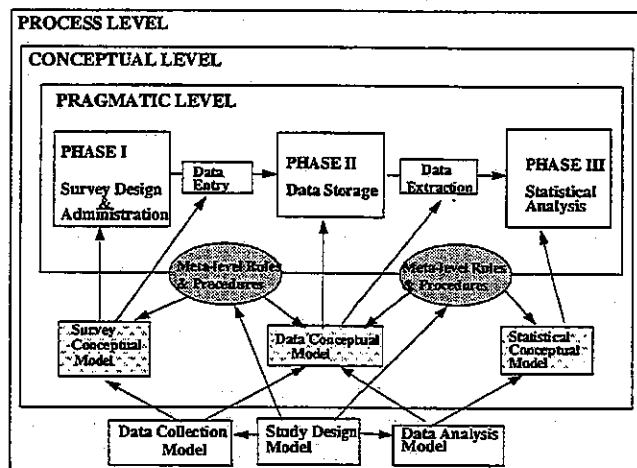 PROCESS LEVEL
CONCEPTUAL LEVEL
PRAGMATIC LEVEL
PHASE I
Survey Design
&
Administration
Data
Entry
PHASE II
Data Storage
Data
Extraction
PHASE III
Statistical
Analysis
Meta-level Rules
& Procedures
Meta-level Rules
& Procedures
Survey
Conceptual
Model
Data Conceptual
Model
Statistical
Conceptual
Model
Data Collection
Model
Study Design
Model
Data Analysis
Model